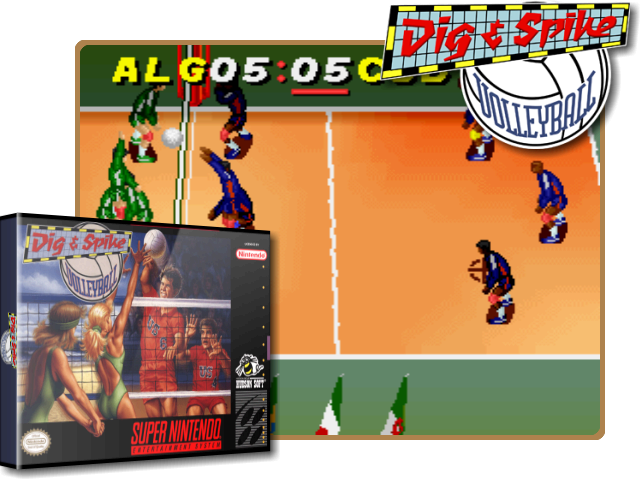 Dig & Spike
VOLLEYBALL
ALG05:05C
Dig & Spike
VOLLEYBALL
Nintendo
HUDSON SOFT
SUPER NINTENDO
ENTERTAINMENT SYSTEM